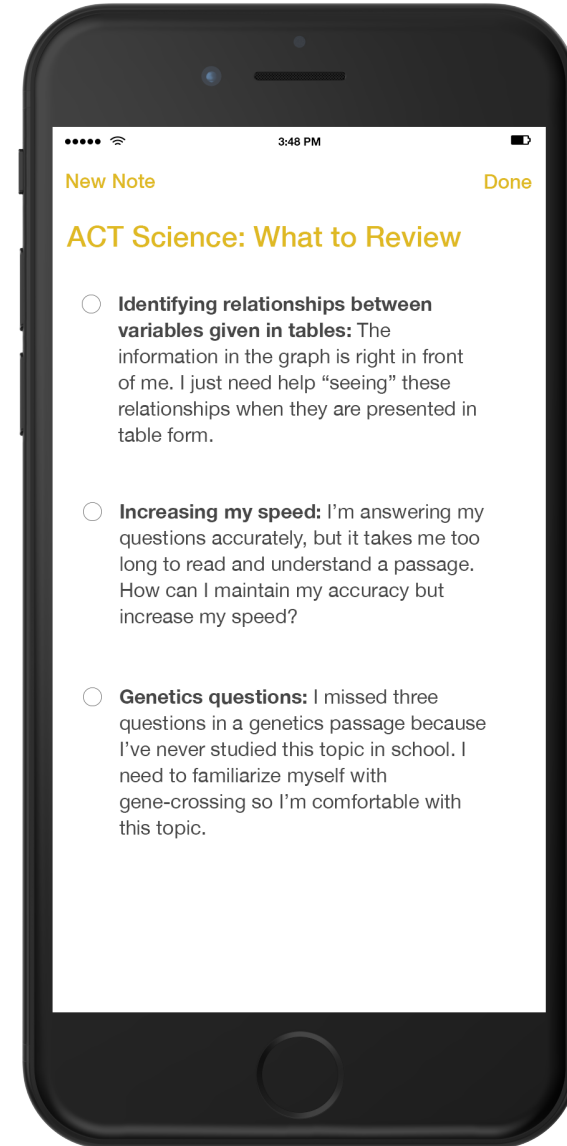 3:48 PM
New Note
Done
ACT Science: What to Review
Identifying relationships between
variables given in tables: The
information in the graph is right in front
of me. I just need help “seeing” these
relationships when they are presented in
table form.
Increasing my speed: I’m answering my
questions accurately, but it takes me too
long to read and understand a passage.
How can I maintain my accuracy but
increase my speed?
Genetics questions: I missed three
questions in a genetics passage because
I’ve never studied this topic in school. I
need to familiarize myself with
gene-crossing so I’m comfortable with
this topic.